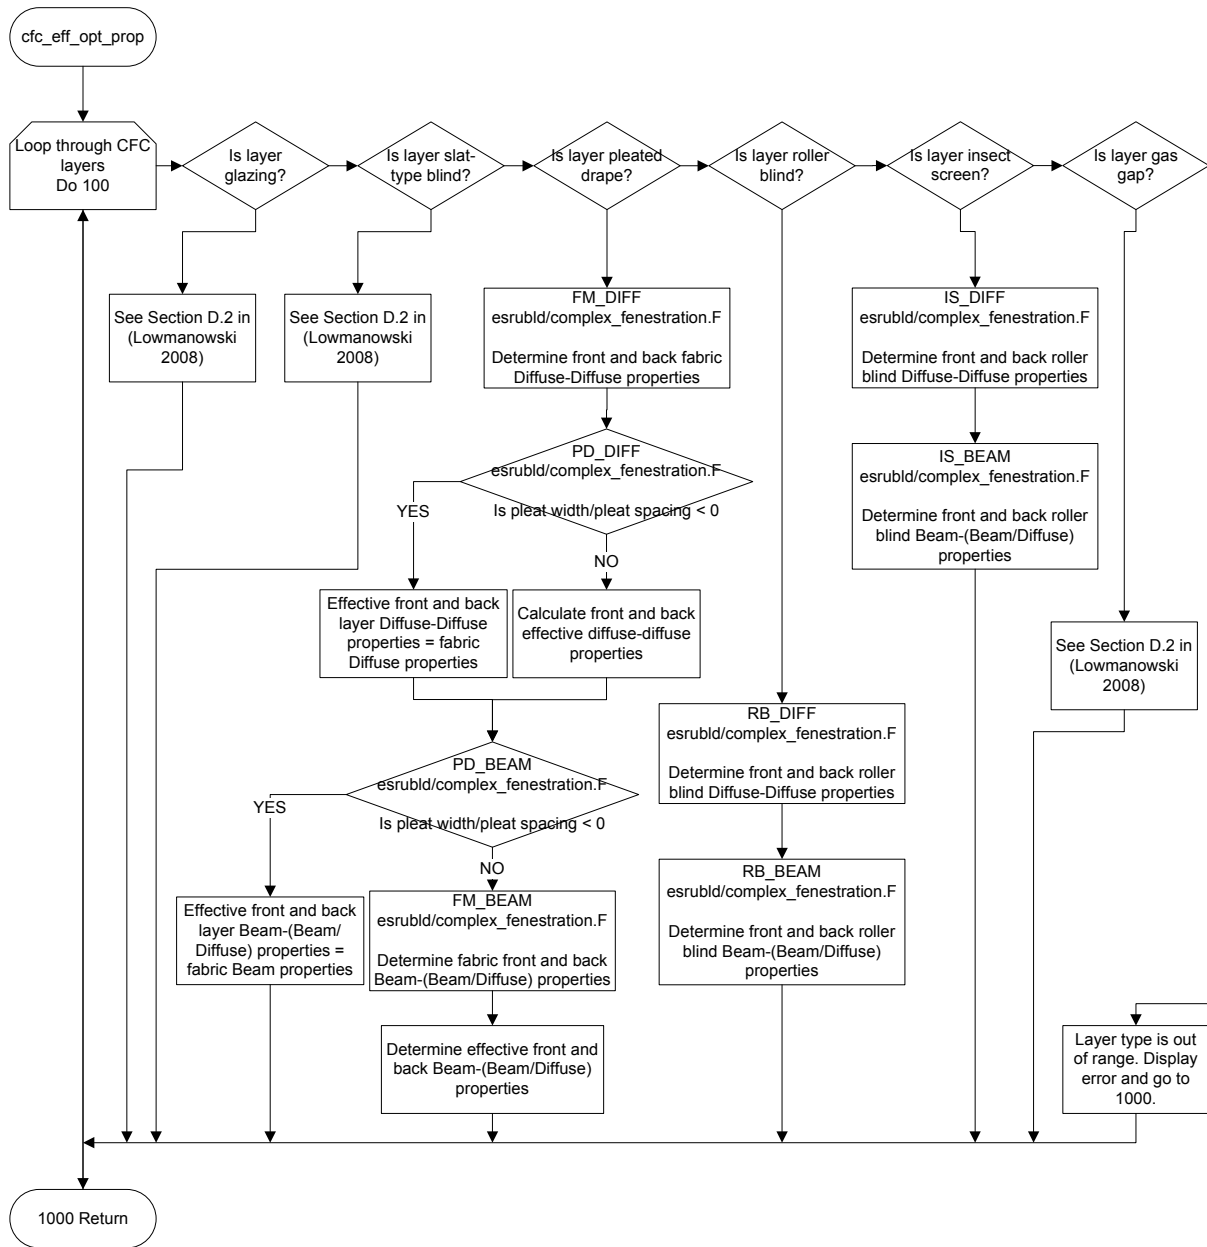 cfc_eff_opt_prop
Loop through CFC
layers
Do 100
Is layer
glazing?
Is layer slat-
type blind?
Is layer pleated
drape?
Is layer roller
blind?
Is layer insect
screen?
Is layer gas
gap?
See Section D.2 in
(Lowmanowski
2008)
See Section D.2 in
(Lowmanowski
2008)
FM_DIFF
esrubld/complex_fenestration.F
Determine front and back fabric
Diffuse-Diffuse properties
IS_DIFF
esrubld/complex_fenestration.F
Determine front and back roller
blind Diffuse-Diffuse properties
PD_DIFF
esrubld/complex_fenestration.F
Is pleat width/pleat spacing < 0
YES
NO
IS_BEAM
esrubld/complex_fenestration.F
Determine front and back roller
blind Beam-(Beam/Diffuse)
properties
Effective front and back
layer Diffuse-Diffuse
properties = fabric
Diffuse properties
Calculate front and back
effective diffuse-diffuse
properties
See Section D.2 in
(Lowmanowski
2008)
RB_DIFF
esrubld/complex_fenestration.F
Determine front and back roller
blind Diffuse-Diffuse properties
PD_BEAM
esrubld/complex_fenestration.F
Is pleat width/pleat spacing < 0
YES
NO
RB_BEAM
esrubld/complex_fenestration.F
Determine front and back roller
blind Beam-(Beam/Diffuse)
properties
Effective front and back
layer Beam-(Beam/
Diffuse) properties =
fabric Beam properties
FM_BEAM
esrubld/complex_fenestration.F
Determine fabric front and back
Beam-(Beam/Diffuse) properties
Determine effective front and
back Beam-(Beam/Diffuse)
properties
Layer type is out
of range. Display
error and go to
1000.
1000 Return